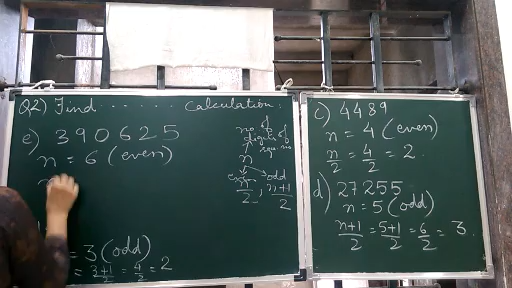 Q2) Find ...... Calculation.
e) 390625
n = 6 (even)
n
= 3 (odd)
= 3+1/2 = 4/2 = 2
no of
digits of
squ. no.
n
even odd
n/2, n+1/2
c) 4489
n = 4 (even)
n/2 = 4/2 = 2.
d) 27255
n = 5 (odd)
n+1/2 = 5+1/2 = 6/2 = 3.